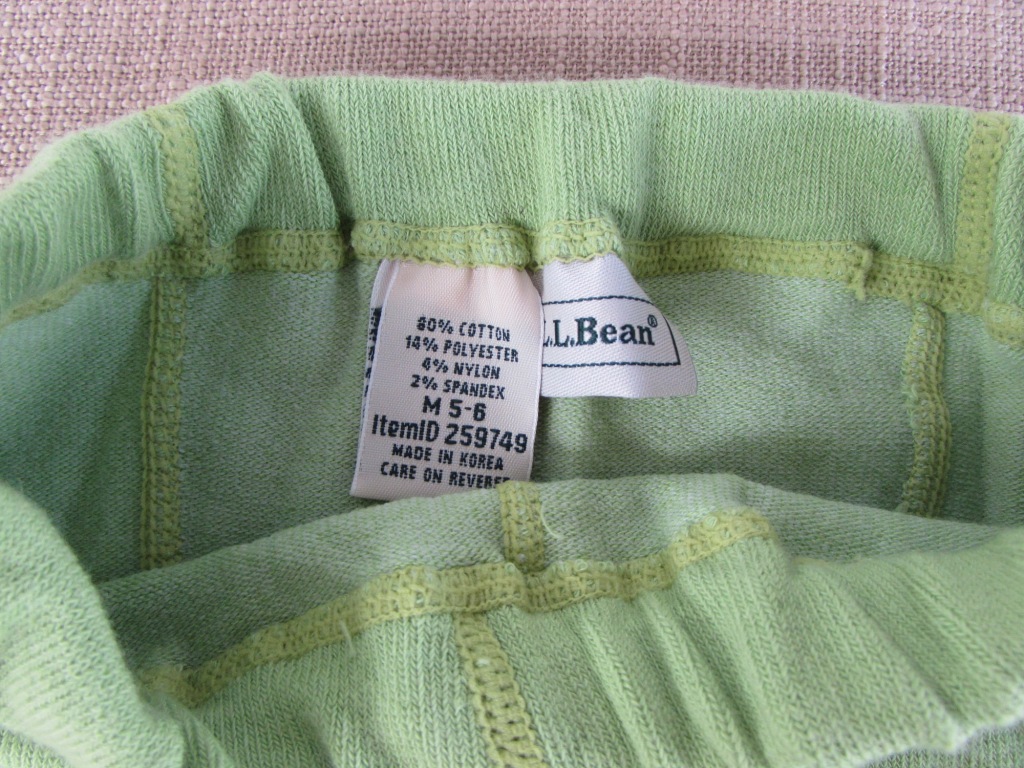 80% COTTON
14% POLYESTER
4% NYLON
2% SPANDEX
M 5-6
ItemID 259749
MADE IN KOREA
CARE ON REVERSE
L.L.Bean®